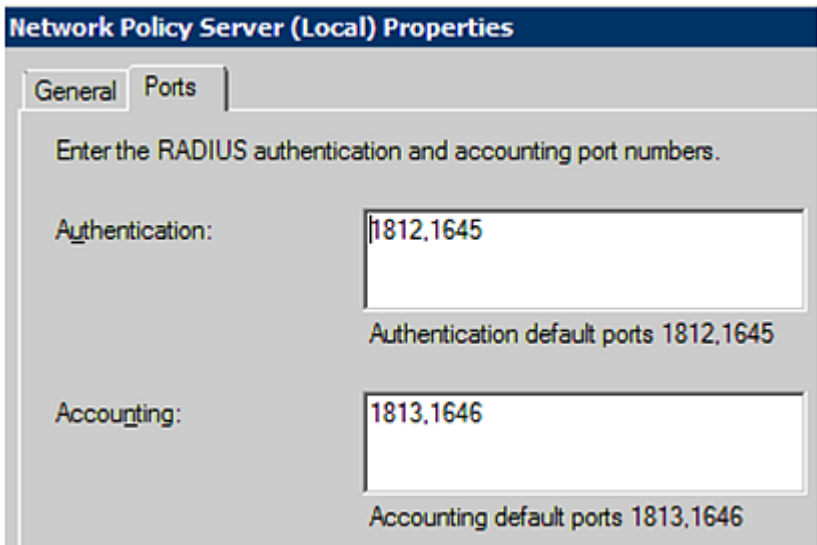 Network Policy Server (Local) Properties
General Ports
Enter the RADIUS authentication and accounting port numbers.
Authentication: 1812,1645
Authentication default ports 1812,1645
Accounting: 1813,1646
Accounting default ports 1813,1646